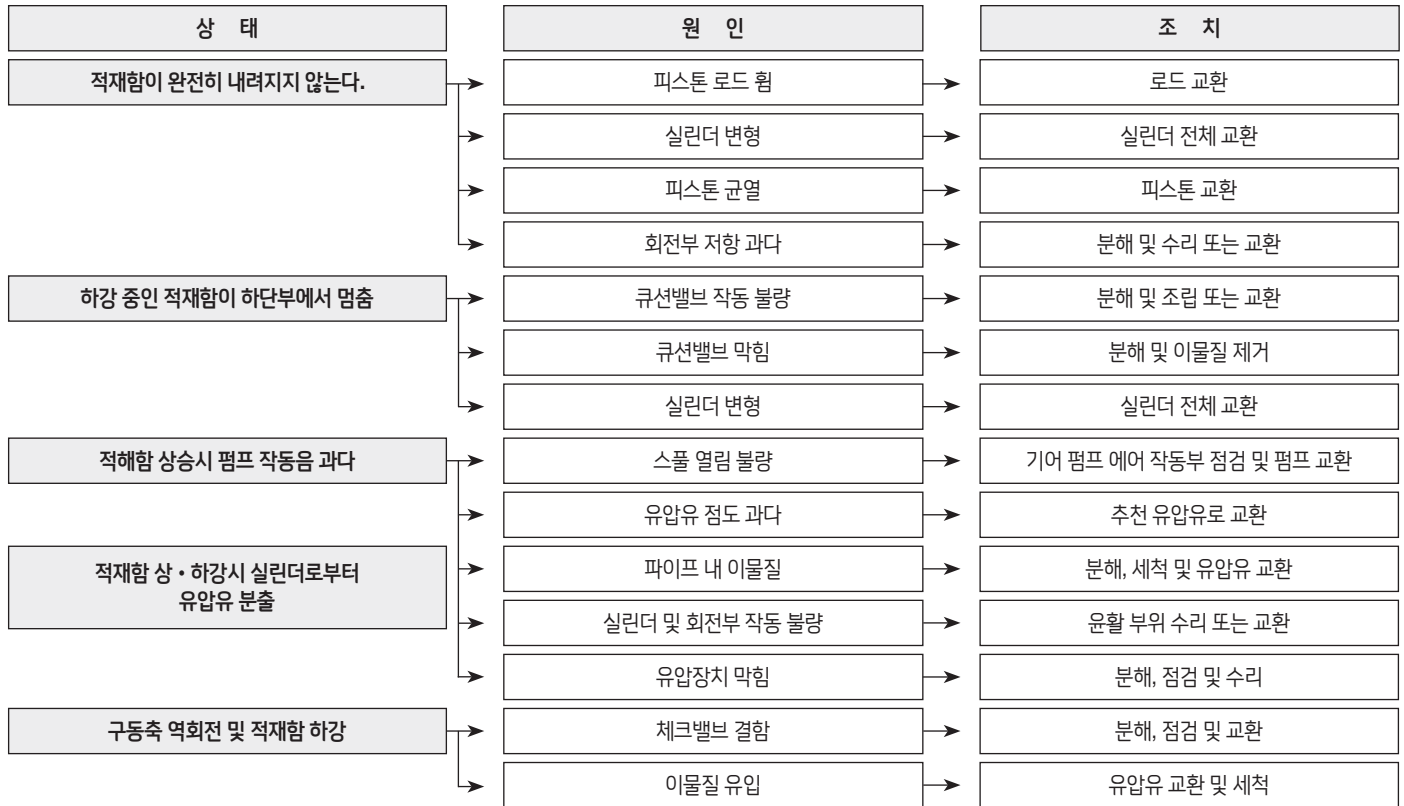 상 태 원 인 조 치
적재함이 완전히 내려지지 않는다. 피스톤 로드 휨 로드 교환
실린더 변형 실린더 전체 교환
피스톤 균열 피스톤 교환
회전부 저항 과다 분해 및 수리 또는 교환
하강 중인 적재함이 하단부에서 멈춤 큐션밸브 작동 불량 분해 및 조립 또는 교환
큐션밸브 막힘 분해 및 이물질 제거
실린더 변형 실린더 전체 교환
적해함 상승시 펌프 작동음 과다 스풀 열림 불량 기어 펌프 에어 작동부 점검 및 펌프 교환
유압유 점도 과다 추천 유압유로 교환
적재함 상・하강시 실린더로부터
유압유 분출
파이프 내 이물질 분해, 세척 및 유압유 교환
실린더 및 회전부 작동 불량 윤활 부위 수리 또는 교환
유압장치 막힘 분해, 점검 및 수리
구동축 역회전 및 적재함 하강 체크밸브 결함 분해, 점검 및 교환
이물질 유입 유압유 교환 및 세척